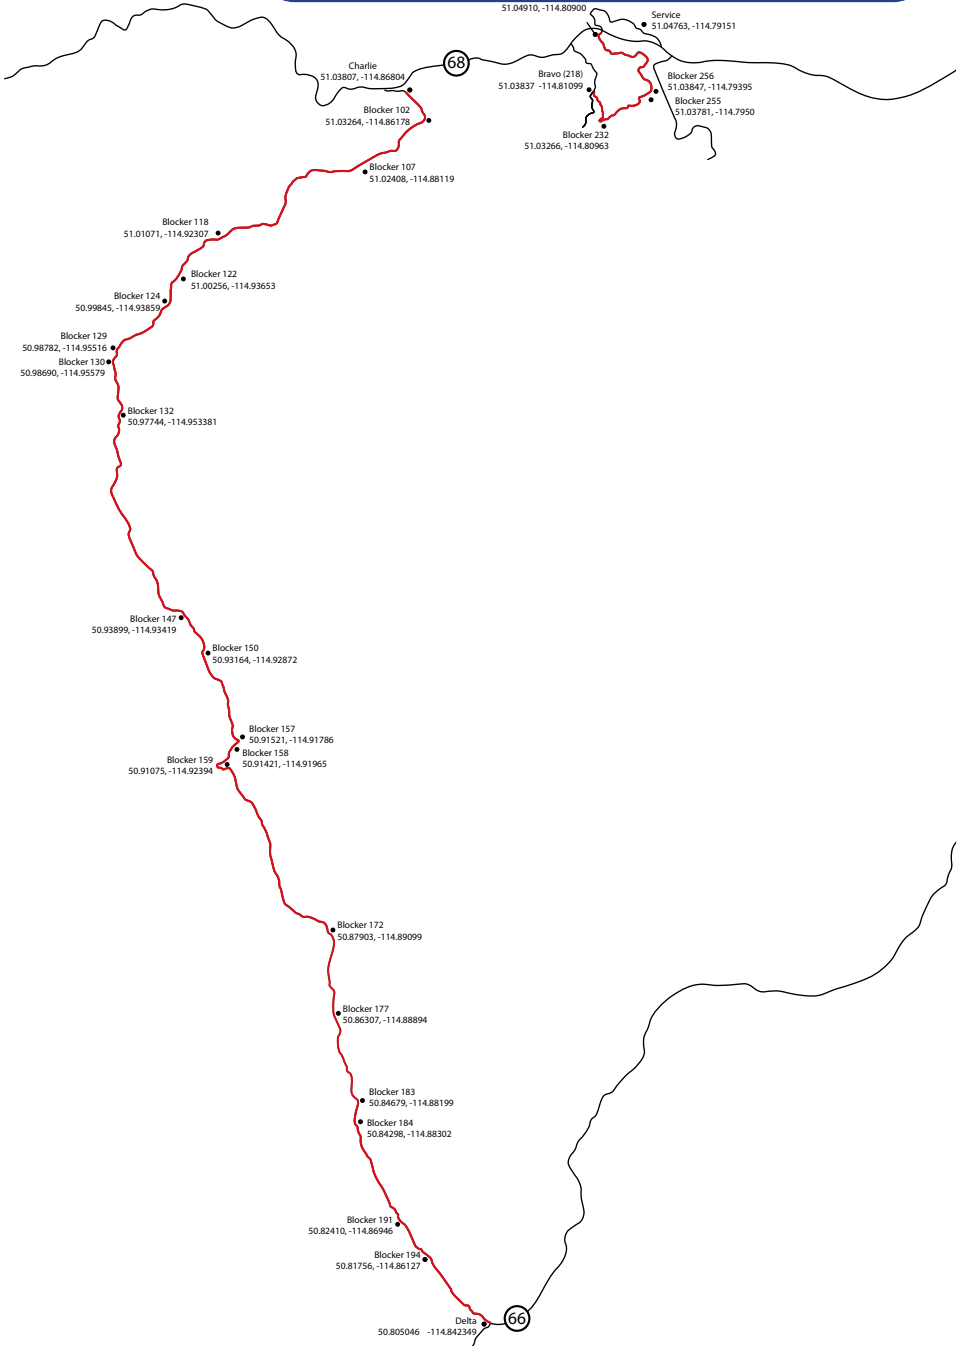 51.04910, -114.80900
Service
51.04763, -114.79151
68
Charlie
51.03807, -114.86804
Bravo (218)
51.03837 -114.81099
Blocker 256
51.03847, -114.79395
Blocker 255
51.03781, -114.7950
Blocker 102
51.03264, -114.86178
Blocker 232
51.03266, -114.80963
Blocker 107
51.02408, -114.88119
Blocker 118
51.01071, -114.92307
Blocker 122
51.00256, -114.93653
Blocker 124
50.99845, -114.93859
Blocker 129
50.98782, -114.95516
Blocker 130
50.98690, -114.95579
Blocker 132
50.97744, -114.953381
Blocker 147
50.93899, -114.93419
Blocker 150
50.93164, -114.92872
Blocker 157
50.91521, -114.91786
Blocker 158
50.91421, -114.91965
Blocker 159
50.91075, -114.92394
Blocker 172
50.87903, -114.89099
Blocker 177
50.86307, -114.88894
Blocker 183
50.84679, -114.88199
Blocker 184
50.84298, -114.88302
Blocker 191
50.82410, -114.86946
Blocker 194
50.81756, -114.86127
Delta
50.805046 -114.842349
66